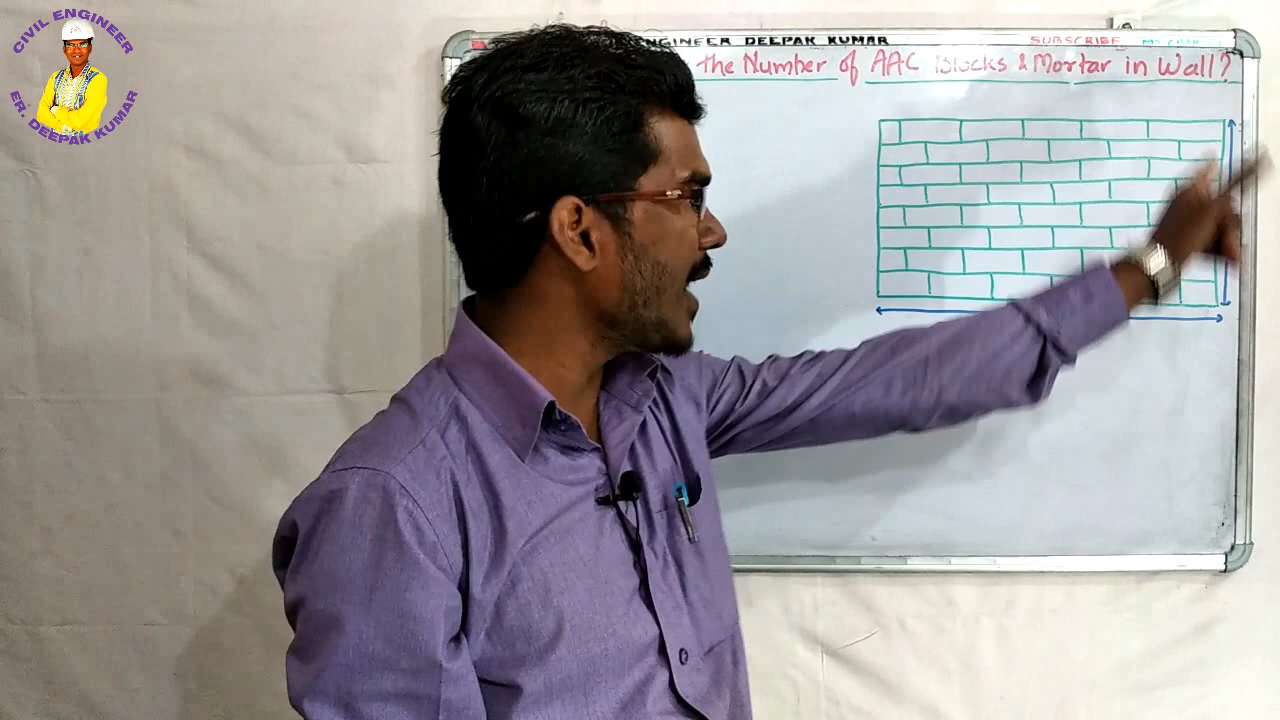 CIVIL ENGINEER
ER. DEEPAK KUMAR
ENGINEER DEEPAK KUMAR SUBSCRIBE
the Number of AAC Blocks & Mortar in Wall?